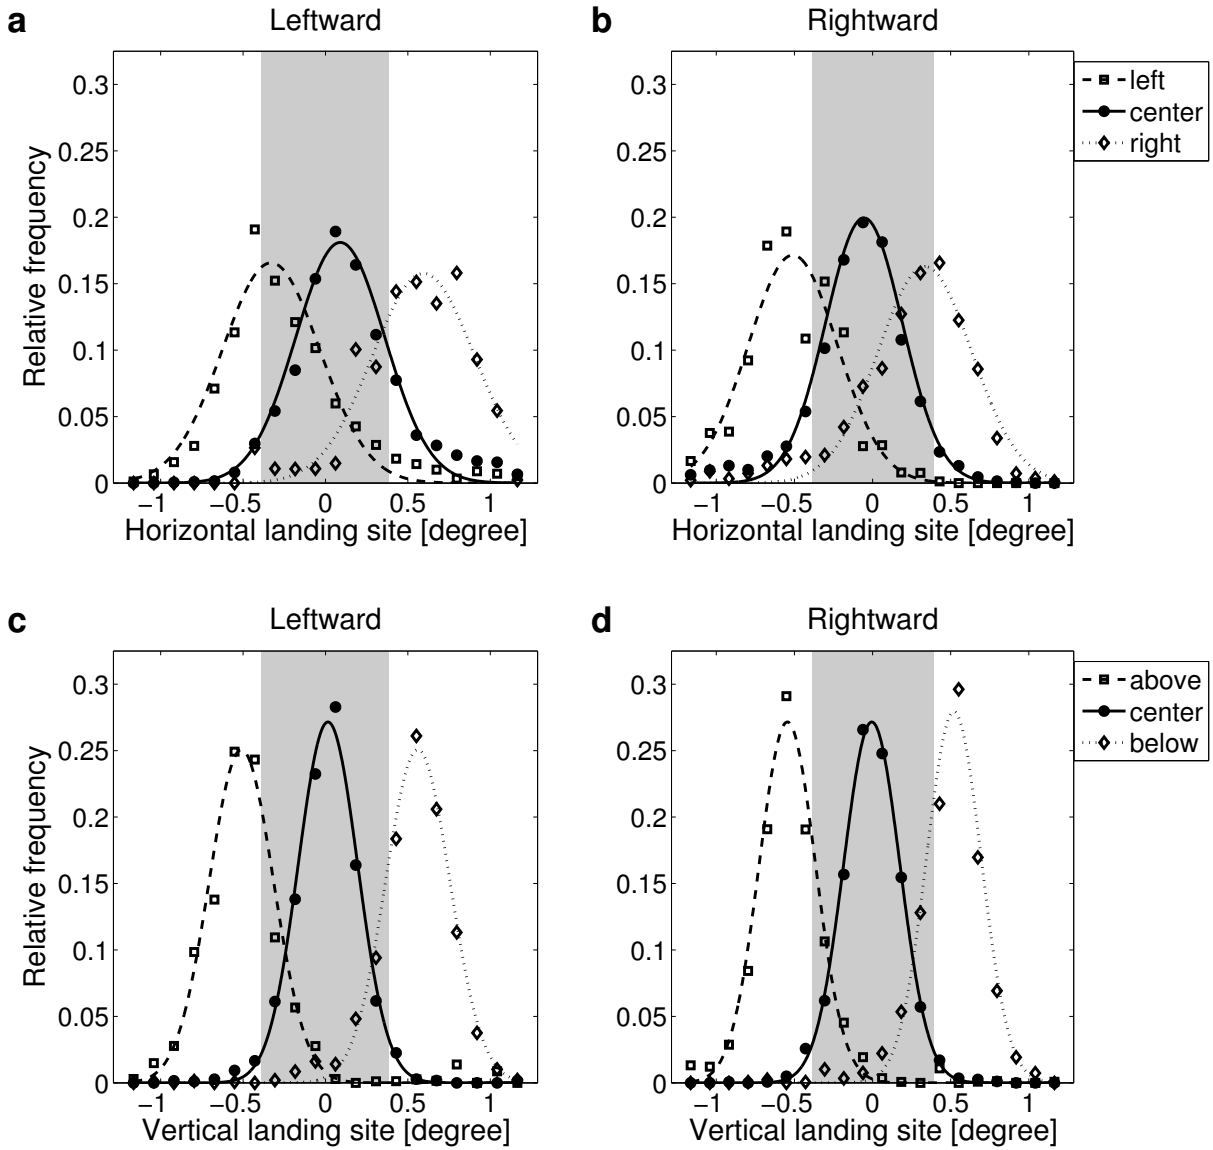 a
Leftward
b
Rightward
0.3
0.25
0.2
0.15
0.1
0.05
0
Relative frequency
−1
−0.5
0
0.5
1
Horizontal landing site [degree]
0.3
0.25
0.2
0.15
0.1
0.05
0
−1
−0.5
0
0.5
1
Horizontal landing site [degree]
left
center
right
c
Leftward
d
Rightward
0.3
0.25
0.2
0.15
0.1
0.05
0
Relative frequency
−1
−0.5
0
0.5
1
Vertical landing site [degree]
0.3
0.25
0.2
0.15
0.1
0.05
0
−1
−0.5
0
0.5
1
Vertical landing site [degree]
above
center
below